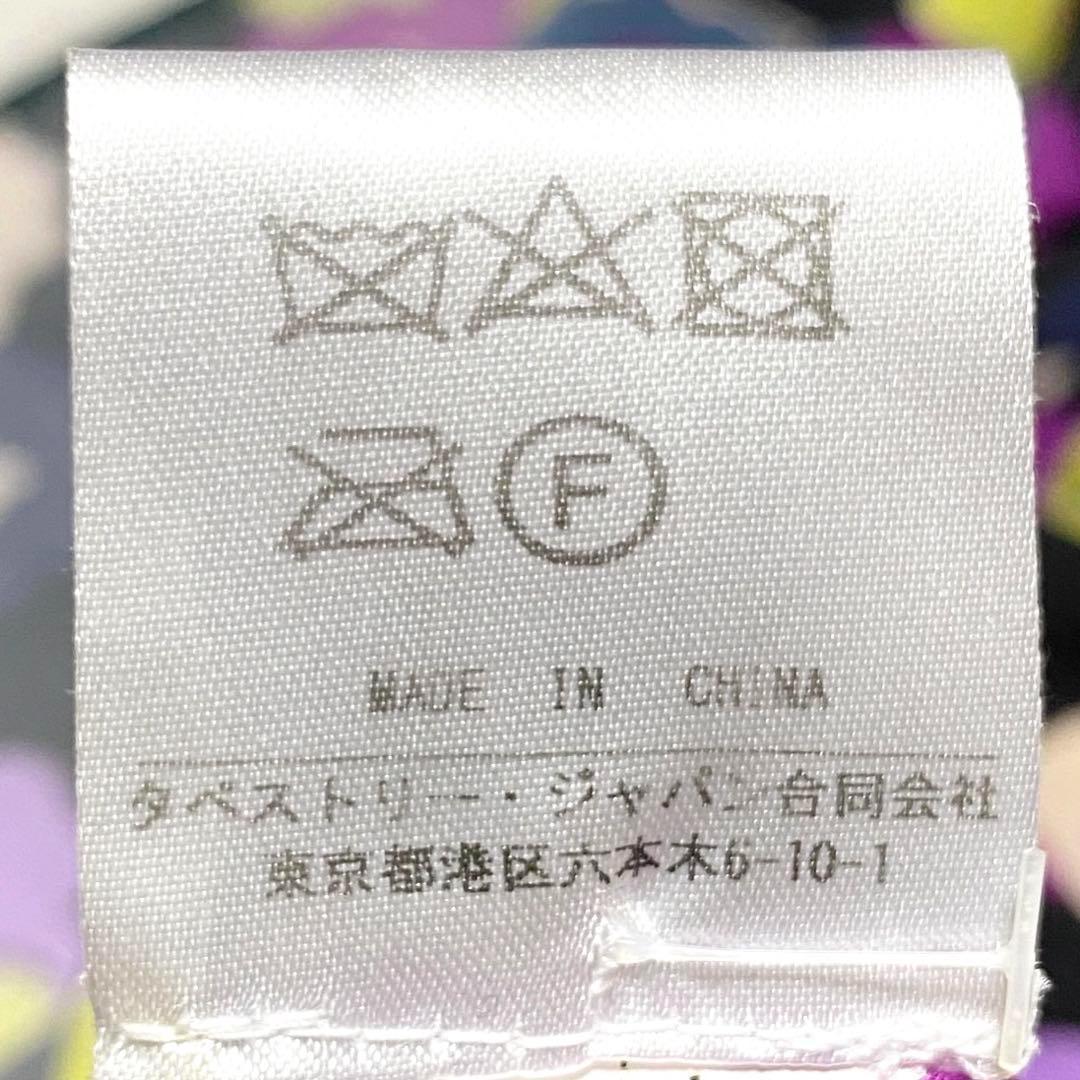 F
MADE IN CHINA
タペストリー・ジャパン合同会社
東京都港区六本木6-10-1